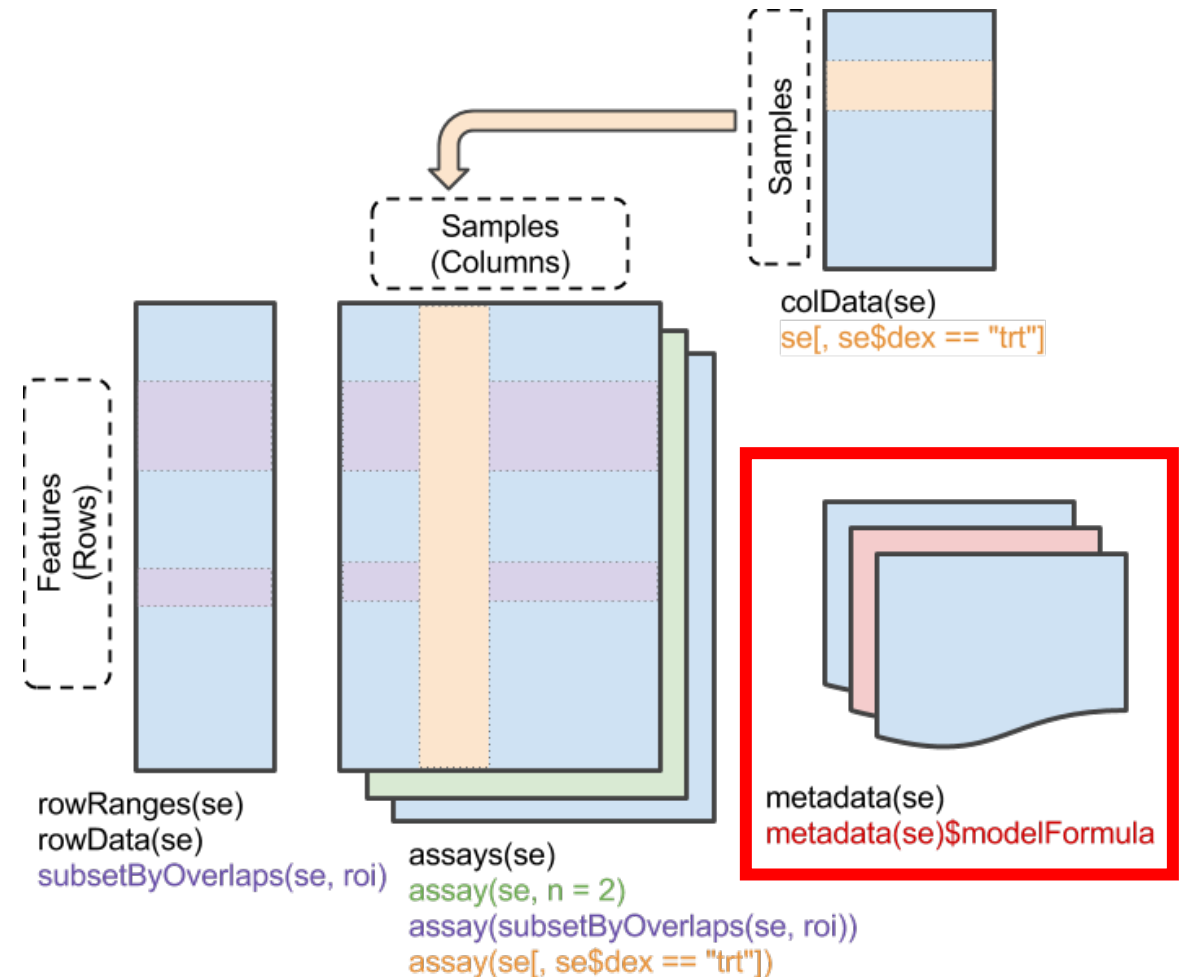 Samples
Samples
(Columns)
colData(se)
se[, se$dex == "trt"]
Features
(Rows)
rowRanges(se)
rowData(se)
subsetByOverlaps(se, roi)
assays(se)
assay(se, n = 2)
assay(subsetByOverlaps(se, roi))
assay(se[, se$dex == "trt"])
metadata(se)
metadata(se)$modelFormula